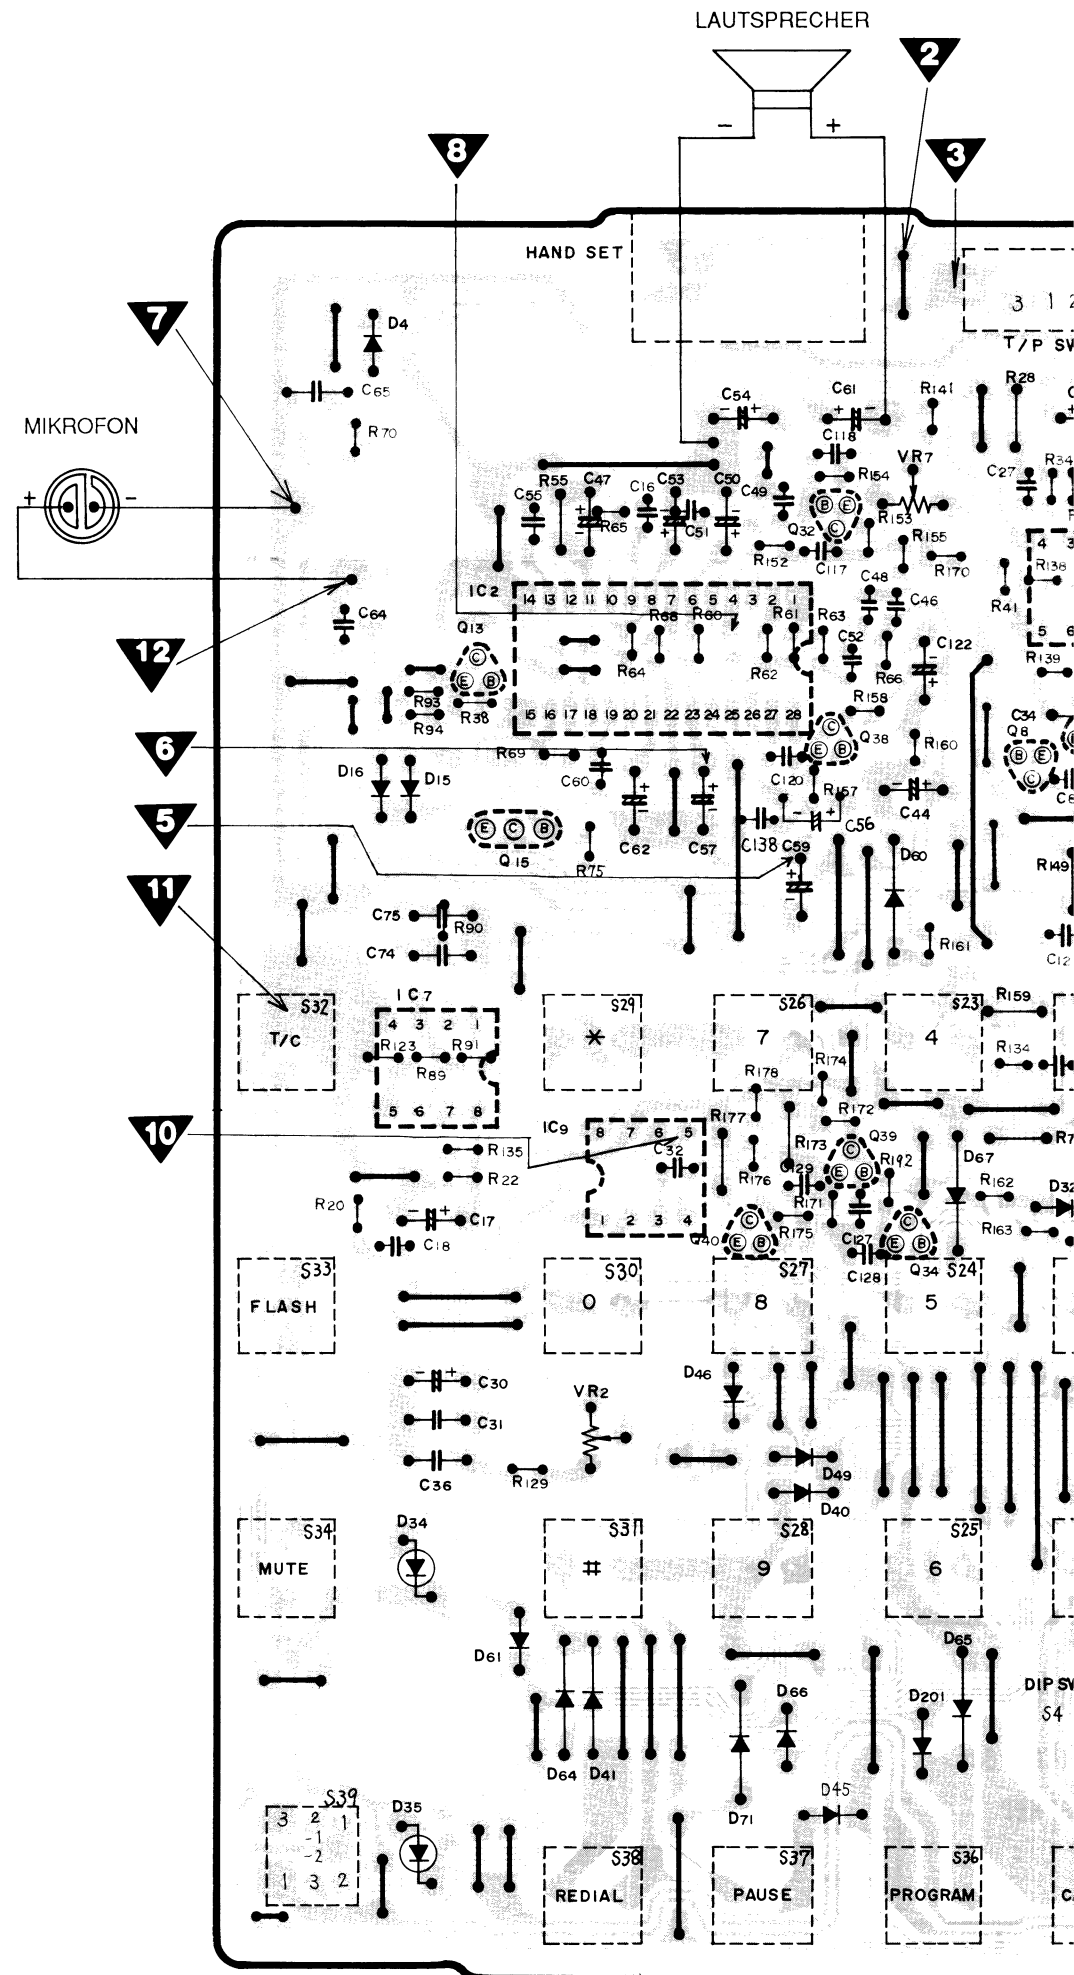 LAUTSPRECHER
2
- +
8
3
HAND SET
3 1 2
T/P SW
7
D4
C65
R70
MIKROFON
+ -
C54
- +
C61
+ -
R141
R28
C118
R154
VR7
C27
R34
C55
R55
C47
R65
C16
C53
C51
C50
C49
Q32
B E
C
R153
R155
R152
C117
R170
4 3
R138
R41
5 6
R139
IC2
14 13 12 11 10 9 8 7 6 5 4 3 2 1
R68
R80
R61
R63
C48
C46
C64
Q13
C
E B
R64
R62
C52
R66
C122
12
R93
R94
R38
15 16 17 18 19 20 21 22 23 24 25 26 27 28
R158
C34
Q8
B E
C
6
R69
C60
C
E B
Q38
C120
R160
D16
D15
R157
C44
5
E C B
Q15
C62
C57
C138
C56
R75
C59
D60
R149
11
C75
R90
C74
R161
C12
IC7
S32
T/C
4 3 2 1
R123
R91
R89
5 6 7 8
S29
*
S26
7
S23
4
R159
R134
R178
R174
10
IC9
8 7 6 5
C32
1 2 3 4
R177
R172
R173
Q39
C
E B
D67
R7
R135
R22
R176
C129
R192
R162
D32
R20
C17
C18
R171
R175
Q40
C
E B
C127
C128
C
E B
Q34
R163
S33
FLASH
S30
0
S27
8
S24
5
C30
C31
C36
VR2
R129
D46
D49
D40
S34
MUTE
D34
S31
#
S28
9
S25
6
D61
D65
D66
D201
DIP SW
S4
D64
D41
D71
D45
S39
3 2 1
-1
-2
1 3 2
D35
S38
REDIAL
S37
PAUSE
S36
PROGRAM